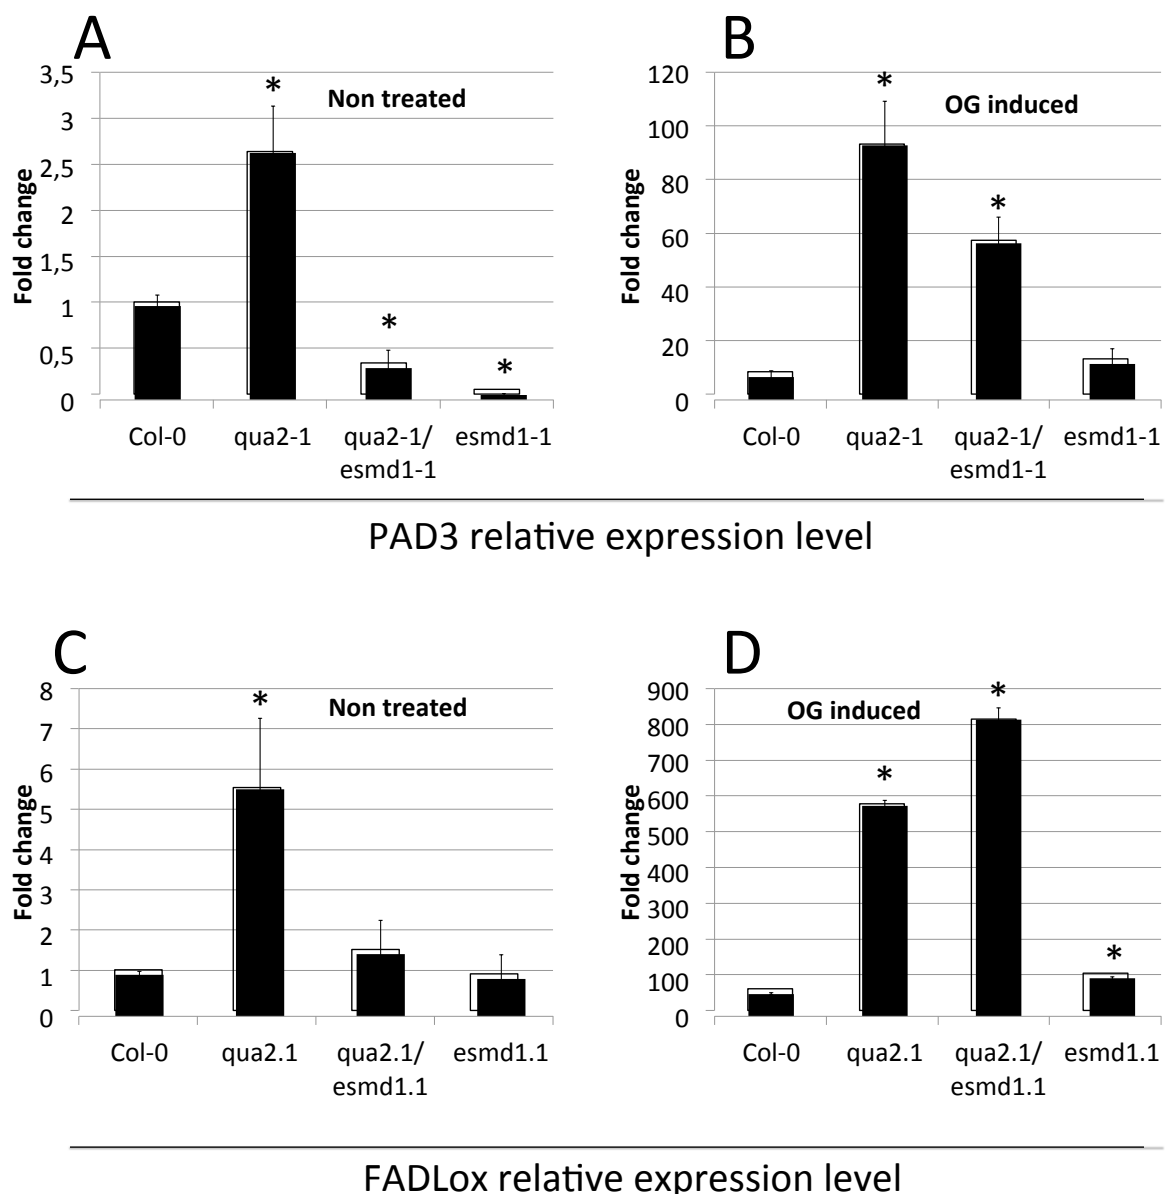 A
3,5
3
2,5
2
1,5
1
0,5
0
Fold change
Non treated
*
*
*
Col-0 qua2-1 qua2-1/ esmd1-1
esmd1-1
B
120
100
80
60
40
20
0
Fold change
OG induced
*
*
Col-0 qua2-1 qua2-1/ esmd1-1
esmd1-1
PAD3 relative expression level
C
8
7
6
5
4
3
2
1
0
Fold change
Non treated
*
Col-0 qua2.1 qua2.1/ esmd1.1
esmd1.1
D
900
800
700
600
500
400
300
200
100
0
Fold change
OG induced
*
*
*
Col-0 qua2.1 qua2.1/ esmd1.1
esmd1.1
FADLox relative expression level